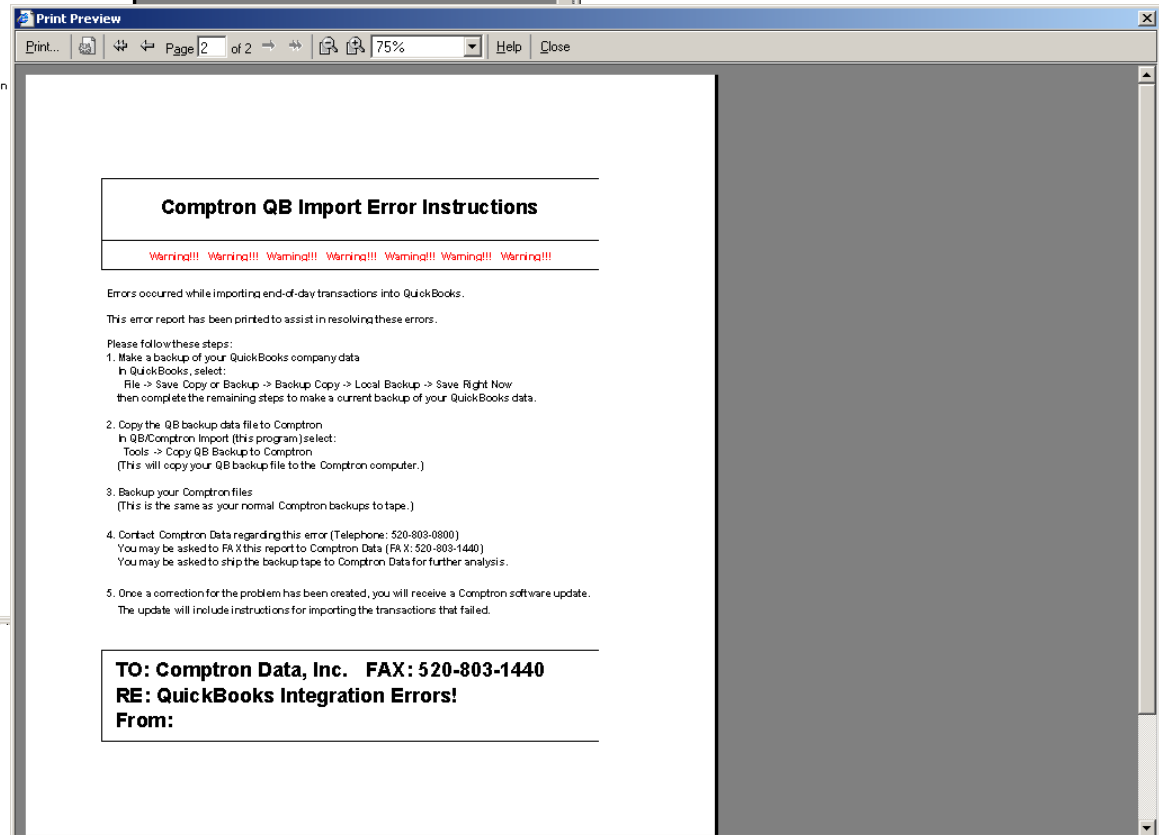 Print Preview
Print... Page 2 of 2 75% Help Close
n
Comptron QB Import Error Instructions
Warning!!! Warning!!! Warning!!! Warning!!! Warning!!! Warning!!! Warning!!!
Errors occurred while importing end-of-day transactions into QuickBooks.
This error report has been printed to assist in resolving these errors.
Please follow these steps:
1. Make a backup of your QuickBooks company data
In QuickBooks, select:
File -> Save Copy or Backup -> Backup Copy -> Local Backup -> Save Right Now
then complete the remaining steps to make a current backup of your QuickBooks data.
2. Copy the QB backup data file to Comptron
In QB/Comptron Import (this program) select:
Tools -> Copy QB Backup to Comptron
(This will copy your QB backup file to the Comptron computer.)
3. Backup your Comptron files
(This is the same as your normal Comptron backups to tape.)
4. Contact Comptron Data regarding this error (Telephone: 520-803-0800)
You may be asked to FAX this report to Comptron Data (FAX: 520-803-1440)
You may be asked to ship the backup tape to Comptron Data for further analysis.
5. Once a correction for the problem has been created, you will receive a Comptron software update.
The update will include instructions for importing the transactions that failed.
TO: Comptron Data, Inc. FAX: 520-803-1440
RE: QuickBooks Integration Errors!
From: